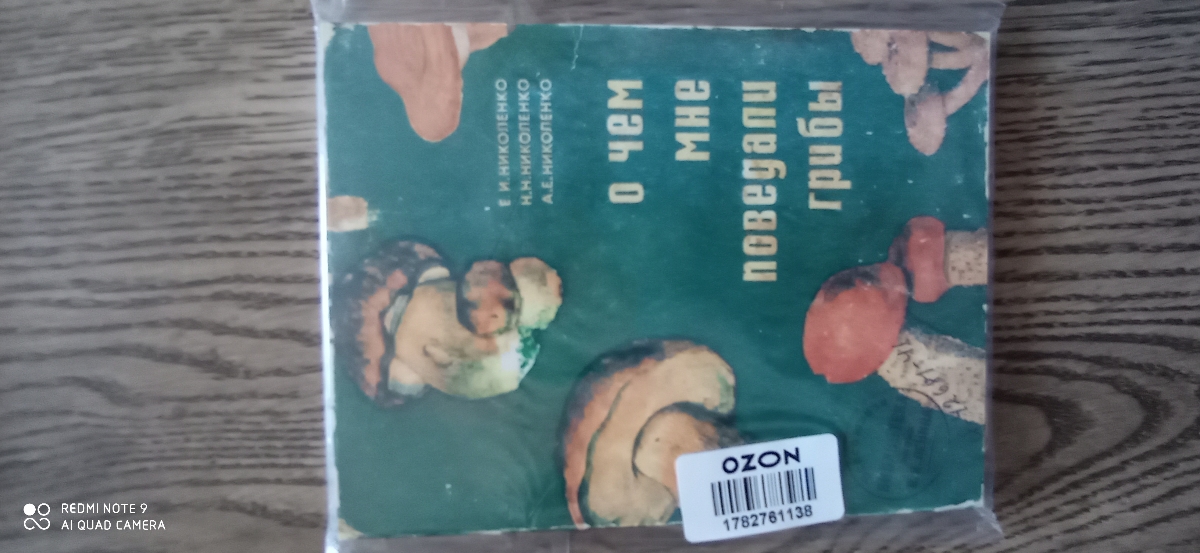 Е.И.НИКОЛЕНКО
Н.Н.НИКОЛЕНКО
А.Е.НИКОЛЕНКО
О ЧЕМ
МНЕ
ПОВЕДАЛИ
ГРИБЫ
OZON
1782761138
REDMI NOTE 9
AI QUAD CAMERA